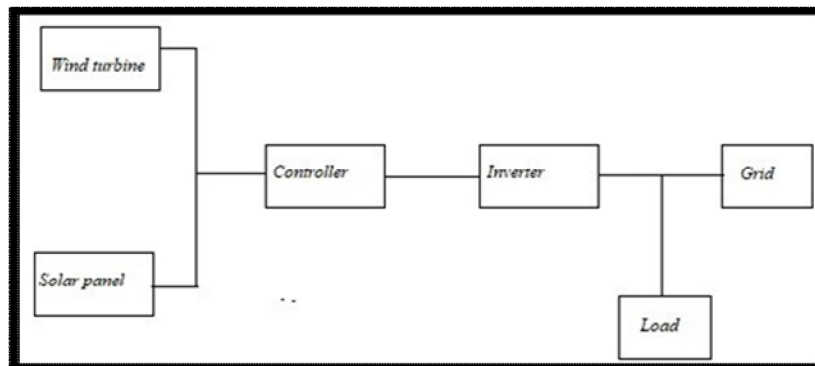 Wind turbine
Controller
Inverter
Grid
Solar panel
Load